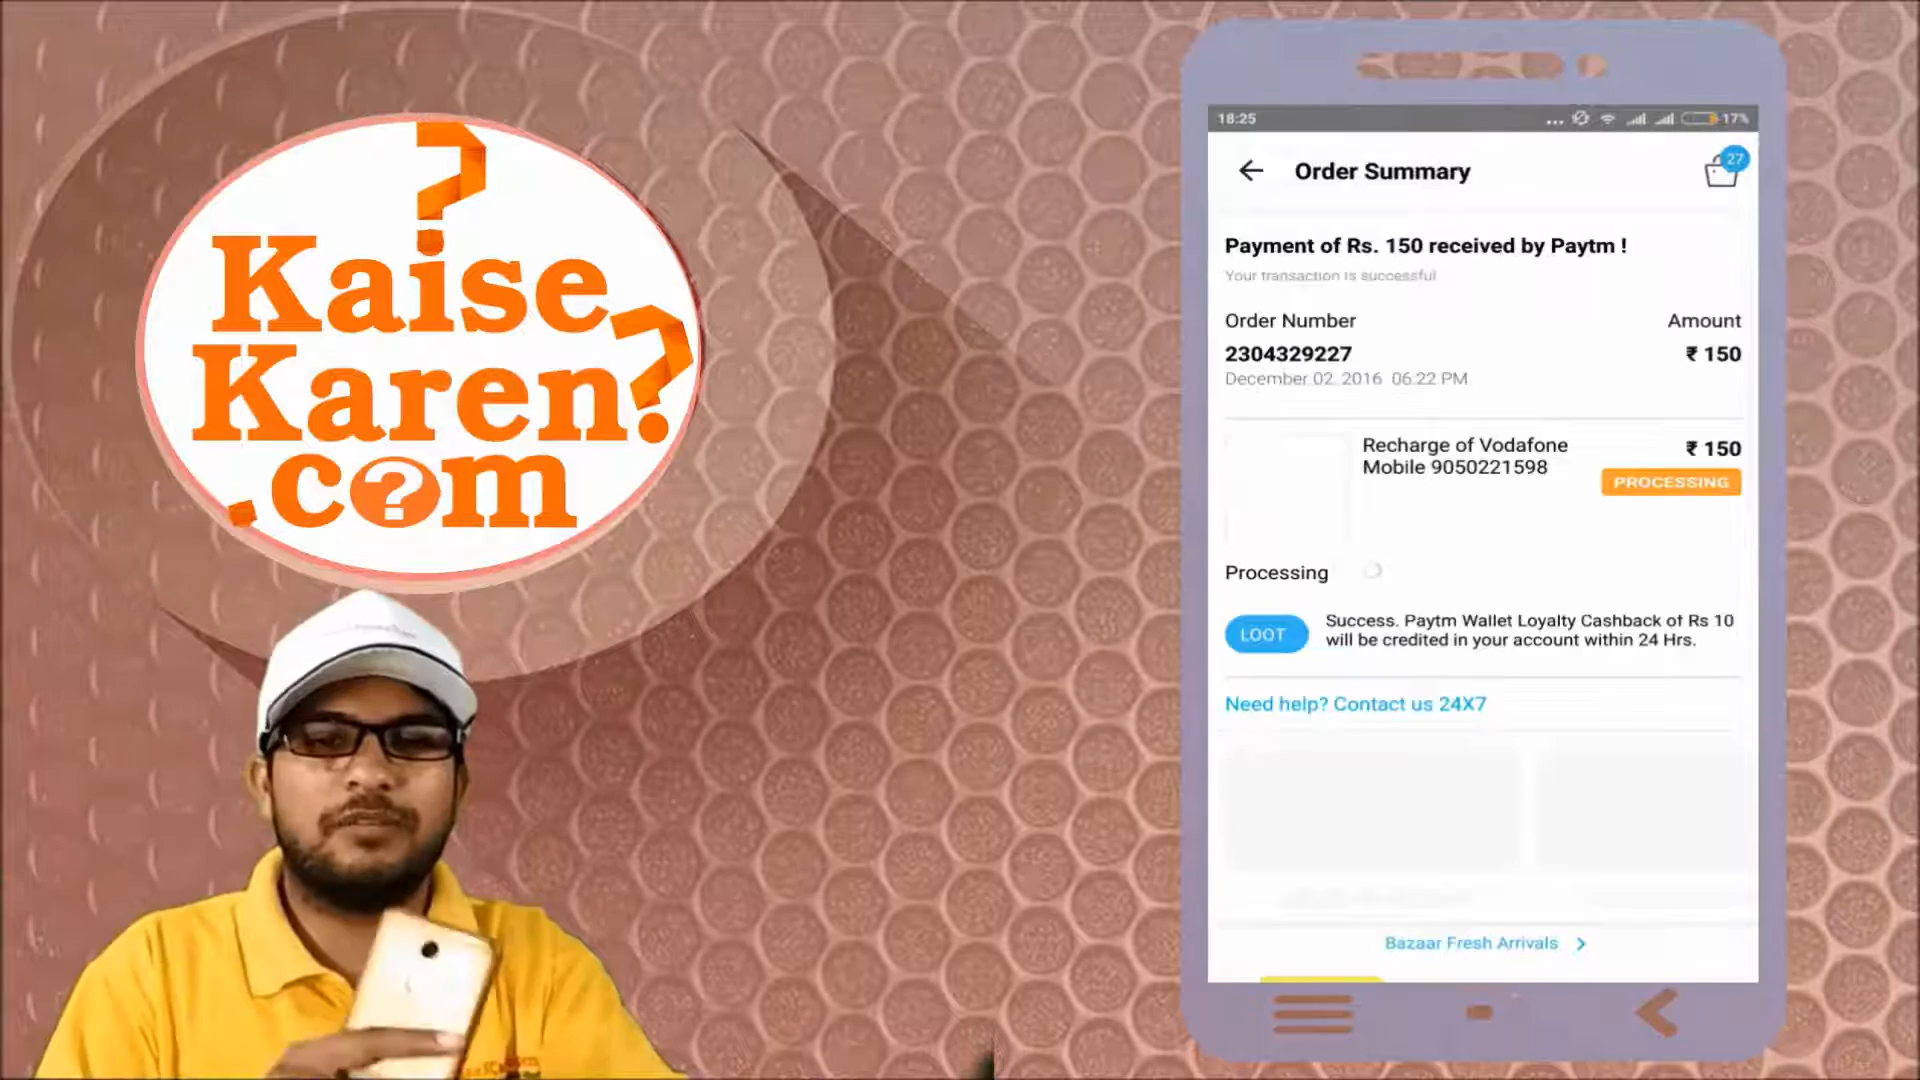 Kaise
Karen?
.com
18:25
17%
Order Summary
27
Payment of Rs. 150 received by Paytm !
Your transaction is successful
Order Number
Amount
2304329227
₹ 150
December 02, 2016 06:22 PM
Recharge of Vodafone
Mobile 9050221598
₹ 150
PROCESSING
Processing
LOOT
Success. Paytm Wallet Loyalty Cashback of Rs 10
will be credited in your account within 24 Hrs.
Need help? Contact us 24X7
Bazaar Fresh Arrivals